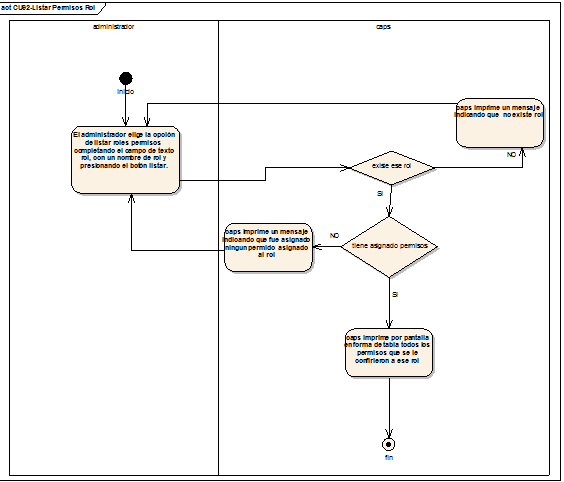 act CU92-Listar Permisos Rol
administrador
caps
inicio
El administrador elige la opción
de listar roles permisos
completando el campo de texto
rol, con un nombre de rol y
presionando el botón listar.
caps imprime un mensaje
indicando que no existe rol
NO
exise ese rol
SI
caps imprime un mensaje
indicando que fue asignado
ningun permido asignado
al rol
NO
tiene asignado permisos
SI
caps imprime por pantalla
en forma de tabla todos los
permisos que se le
confirieron a ese rol
fin